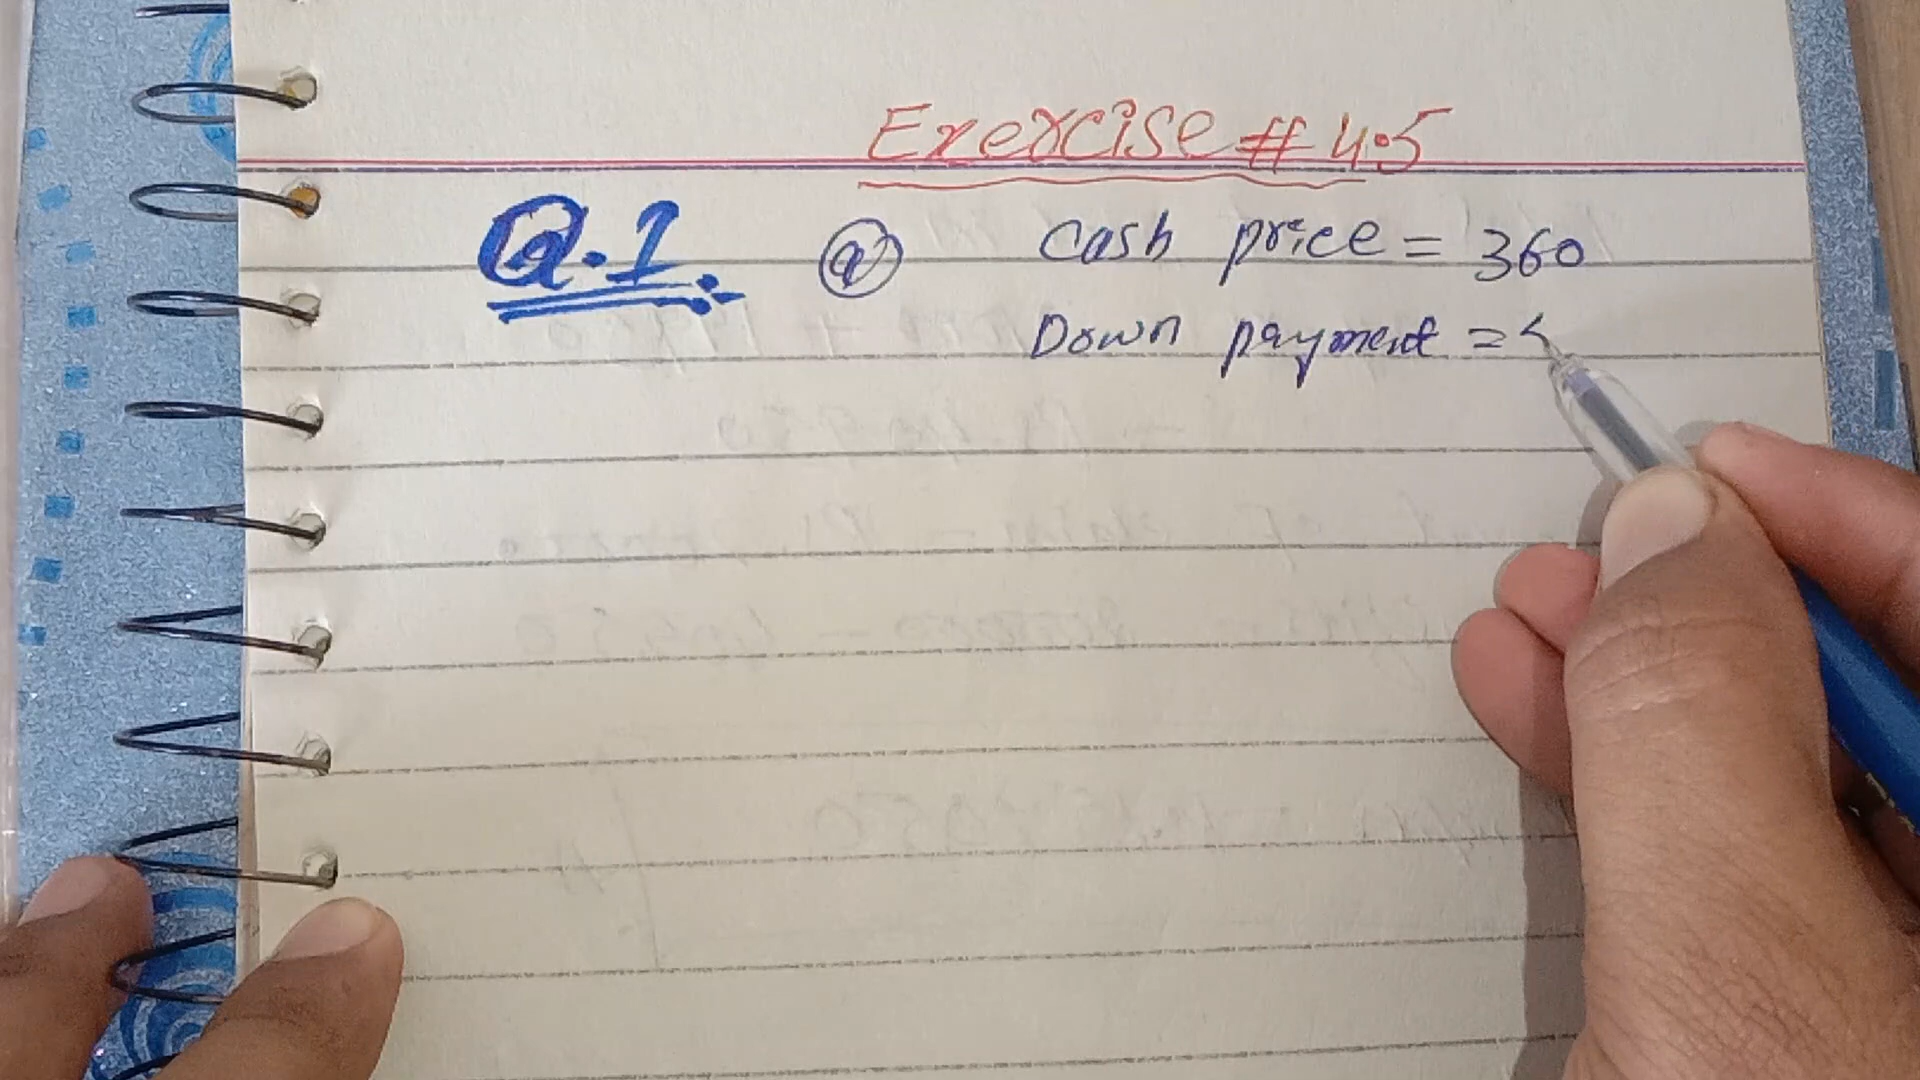 Exercise # 4.5
Q.1 (a) Cash price = 360
Down payment =